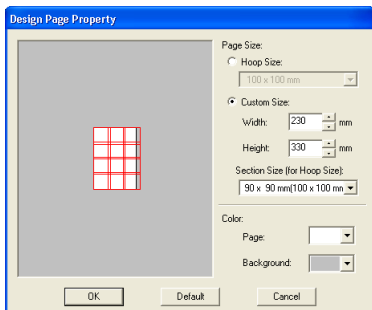 Design Page Property
Page Size:
Hoop Size:
100 x 100 mm
Custom Size:
Width: 230 mm
Height: 330 mm
Section Size (for Hoop Size):
90 x 90 mm(100 x 100 mn
Color:
Page:
Background:
OK Default Cancel